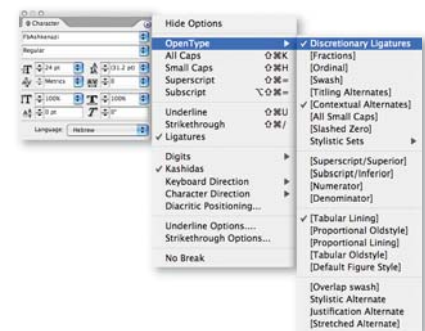 Character
FbAshkenazi
Regular
24 pt
(31.2 pt)
Metrics
0
100%
100%
0 pt
0°
Language:
Hebrew
Hide Options
OpenType
All Caps ⇧⌘K
Small Caps ⇧⌘H
Superscript ⇧⌘=
Subscript ⌥⇧⌘=
Underline ⇧⌘U
Strikethrough ⇧⌘/
✓ Ligatures
Digits
✓ Kashidas
Keyboard Direction
Character Direction
Diacritic Positioning...
Underline Options....
Strikethrough Options...
No Break
✓ Discretionary Ligatures
[Fractions]
[Ordinal]
[Swash]
[Titling Alternates]
✓ [Contextual Alternates]
[All Small Caps]
[Slashed Zero]
Stylistic Sets
[Superscript/Superior]
[Subscript/Inferior]
[Numerator]
[Denominator]
✓ [Tabular Lining]
[Proportional Oldstyle]
[Proportional Lining]
[Tabular Oldstyle]
[Default Figure Style]
[Overlap swash]
Stylistic Alternate
Justification Alternate
[Stretched Alternate]